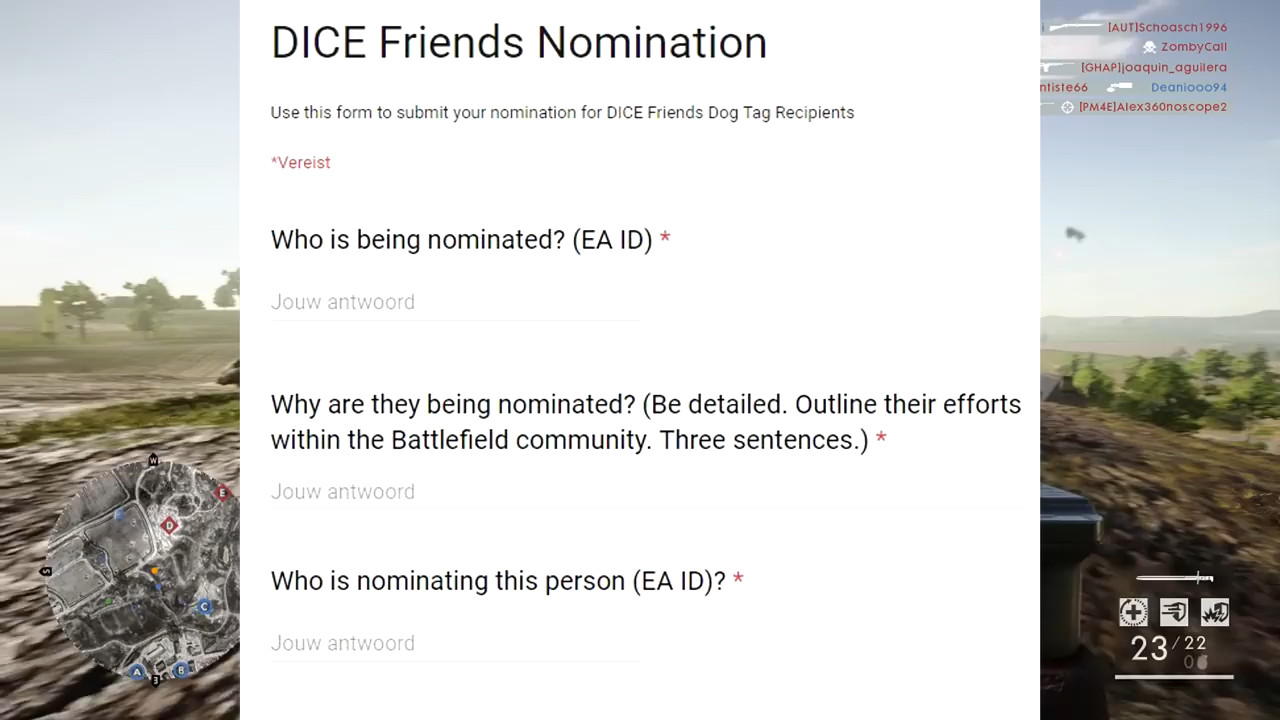 DICE Friends Nomination
Use this form to submit your nomination for DICE Friends Dog Tag Recipients
*Vereist
Who is being nominated? (EA ID) *
Jouw antwoord
Why are they being nominated? (Be detailed. Outline their efforts
within the Battlefield community. Three sentences.) *
Jouw antwoord
Who is nominating this person (EA ID)? *
Jouw antwoord
[AUT]Schoasch1996
ZombyCall
[GHAP]joaquin_aguilera
ntiste66 Deaniooo94
[PM4E]Alex360noscope2
W
E
D
S
C
A
B
E
23/22
0